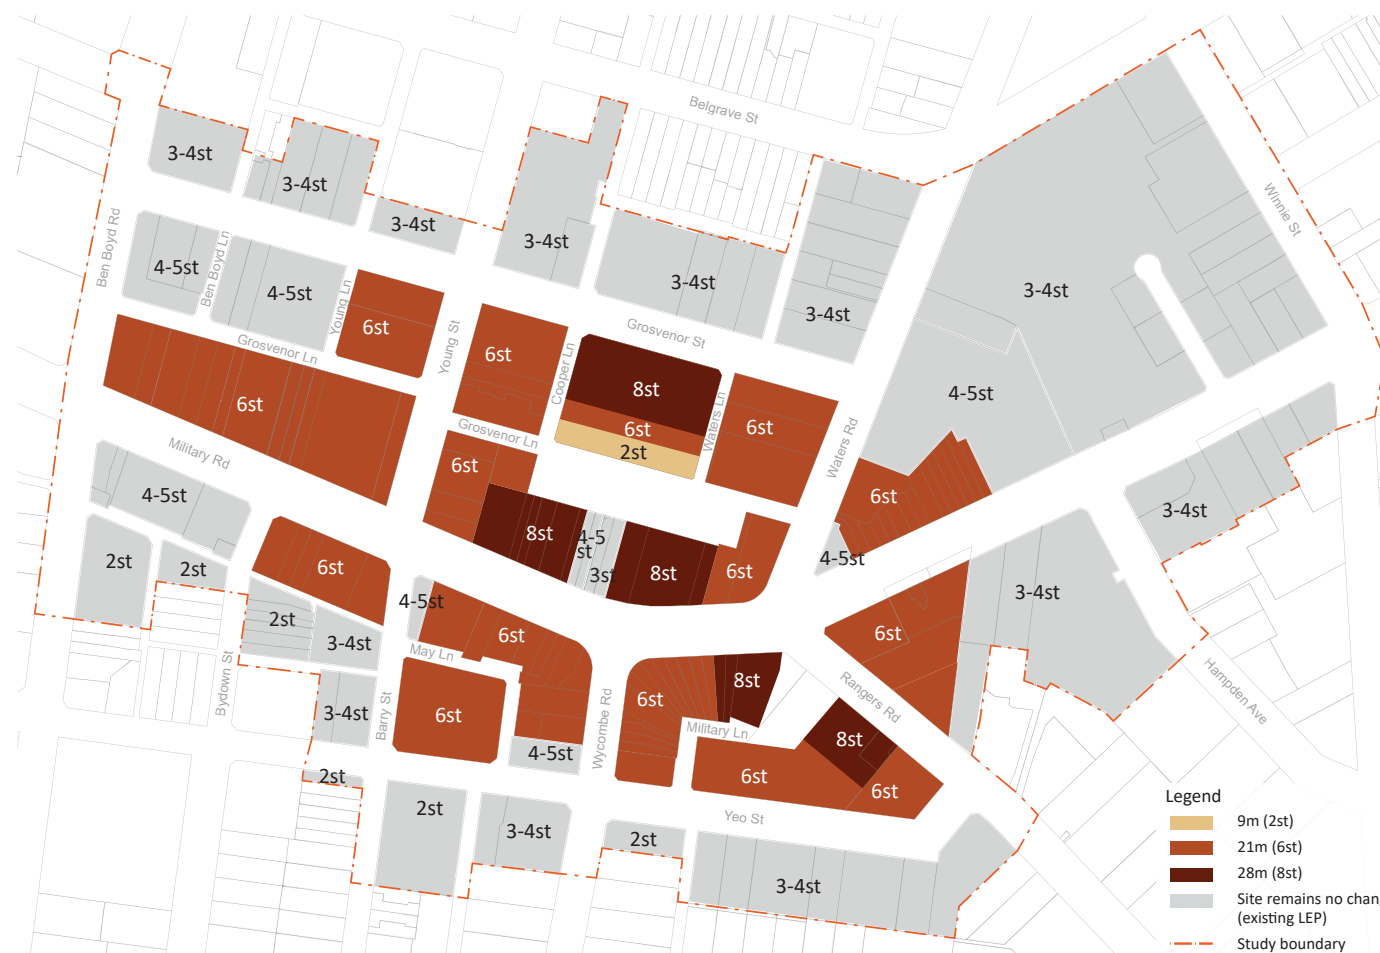 Belgrave St
3-4st
3-4st
3-4st
3-4st
3-4st
3-4st
3-4st
Winnie St
Ben Boyd Rd
4-5st
Ben Boyd Ln
4-5st
Young Ln
6st
Grosvenor Ln
Young St
6st
Cooper Ln
Grosvenor St
8st
6st
2st
Waters Ln
6st
Waters Rd
4-5st
6st
Military Rd
Grosvenor Ln
6st
6st
4-5st
3-4st
4-5st
8st
4-5
st
3st
8st
6st
4-5st
2st
2st
6st
2st
3-4st
4-5st
6st
3-4st
6st
May Ln
Bydown St
3-4st
Barry St
6st
Wycombe Rd
6st
8st
Rangers Rd
Hampden Ave
Military Ln
8st
4-5st
6st
6st
2st
2st
3-4st
Yeo St
2st
3-4st
Legend
9m (2st)
21m (6st)
28m (8st)
Site remains no chan
(existing LEP)
Study boundary